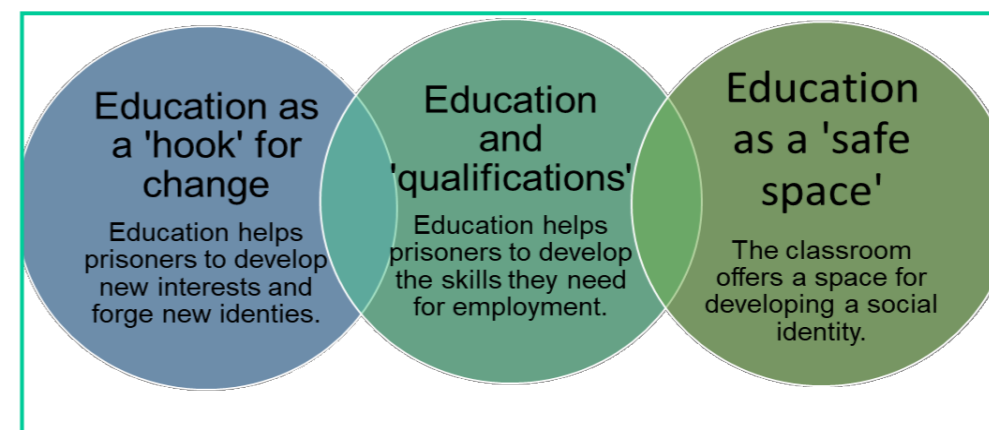 Education as
a 'hook' for
change
Education helps
prisoners to develop
new interests and
forge new identies.
Education
and
'qualifications'
Education helps
prisoners to develop
the skills they need
for employment.
Education
as a 'safe
space'
The classroom
offers a space for
developing a social
identity.